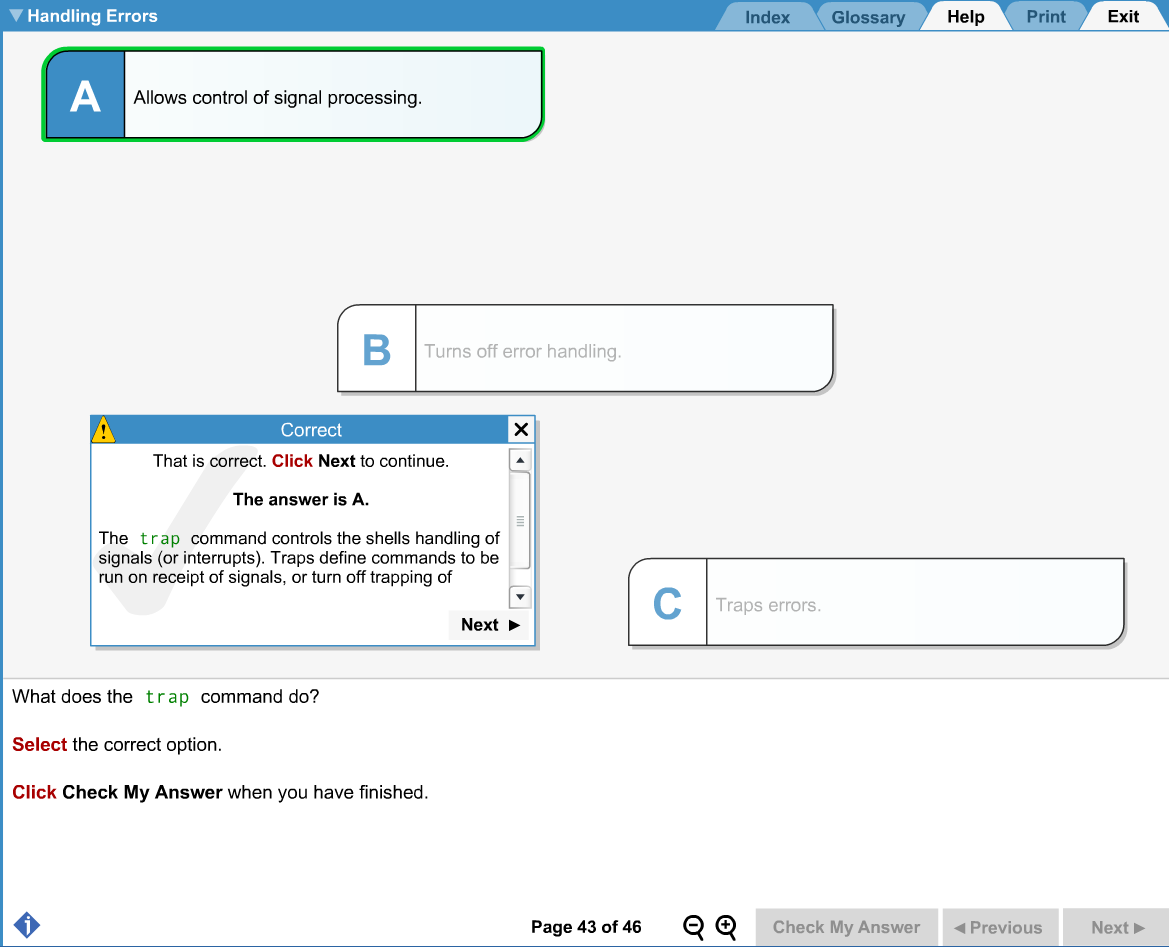 Handling Errors
Index
Glossary
Help
Print
Exit
A
Allows control of signal processing.
B
Turns off error handling.
Correct
That is correct. Click Next to continue.
The answer is A.
The trap command controls the shells handling of
signals (or interrupts). Traps define commands to be
run on receipt of signals, or turn off trapping of
Next
C
Traps errors.
What does the trap command do?
Select the correct option.
Click Check My Answer when you have finished.
Page 43 of 46
Check My Answer
Previous
Next